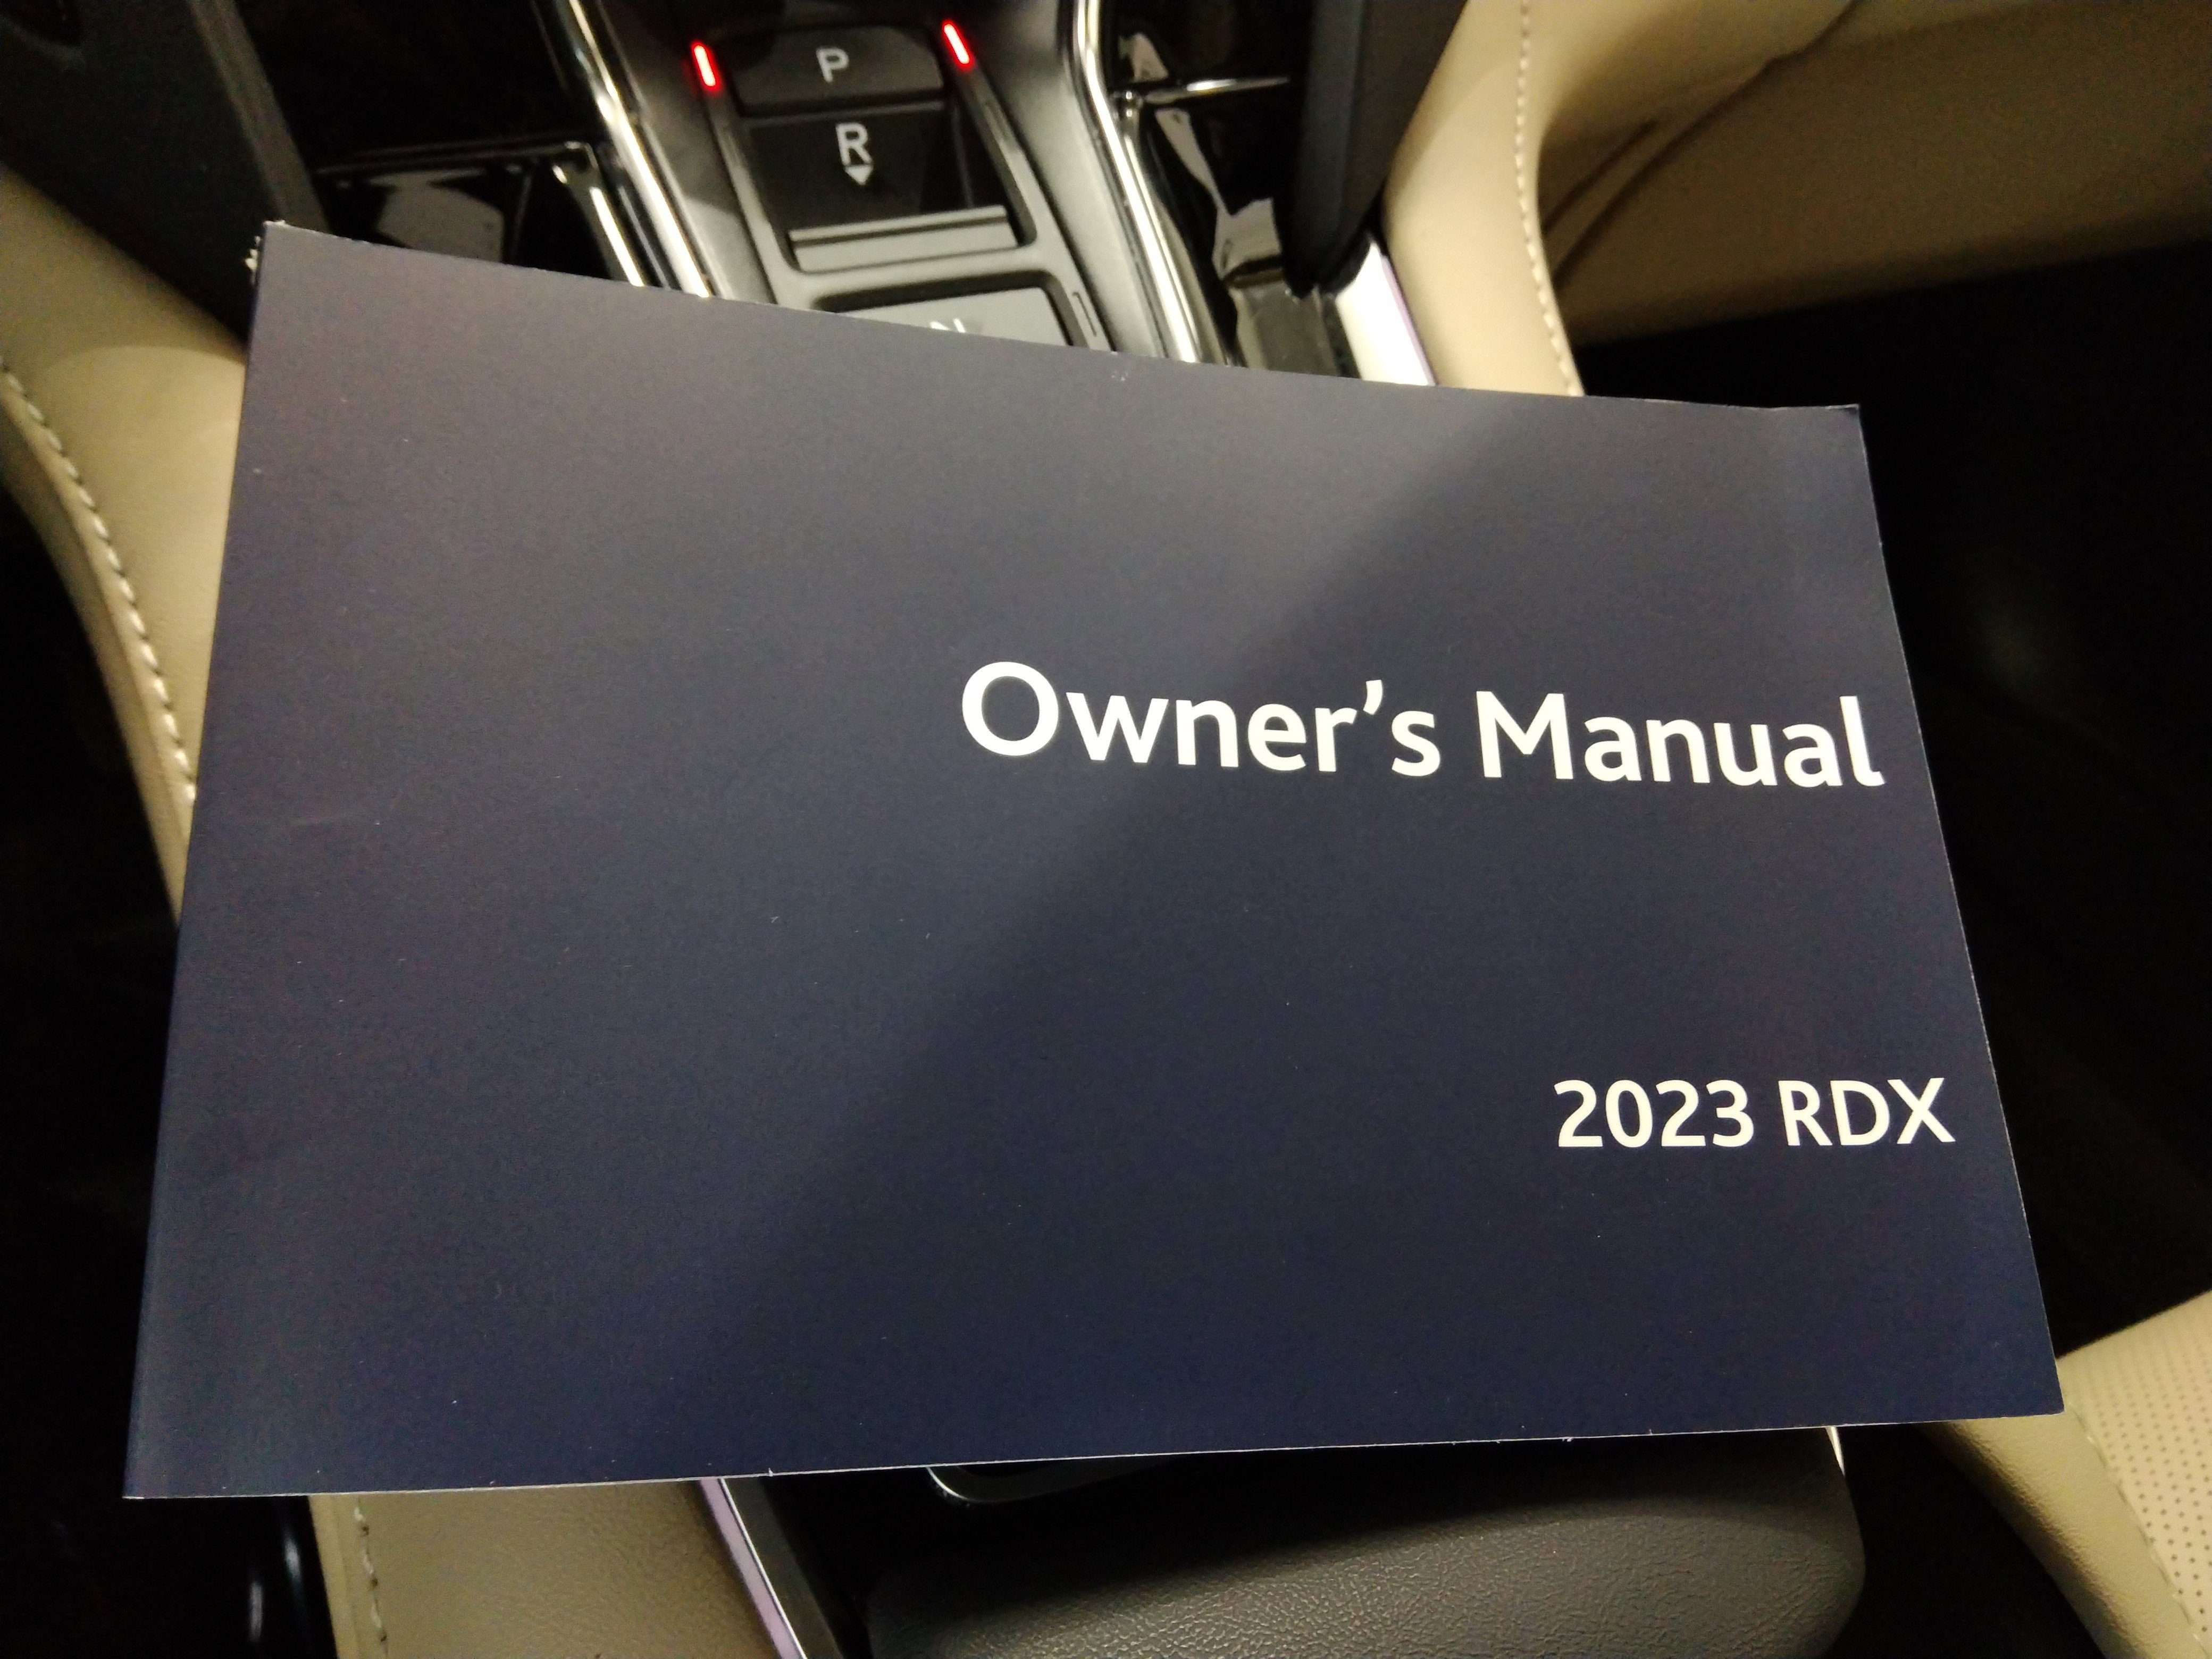 P
R
N
Owner's Manual
2023 RDX